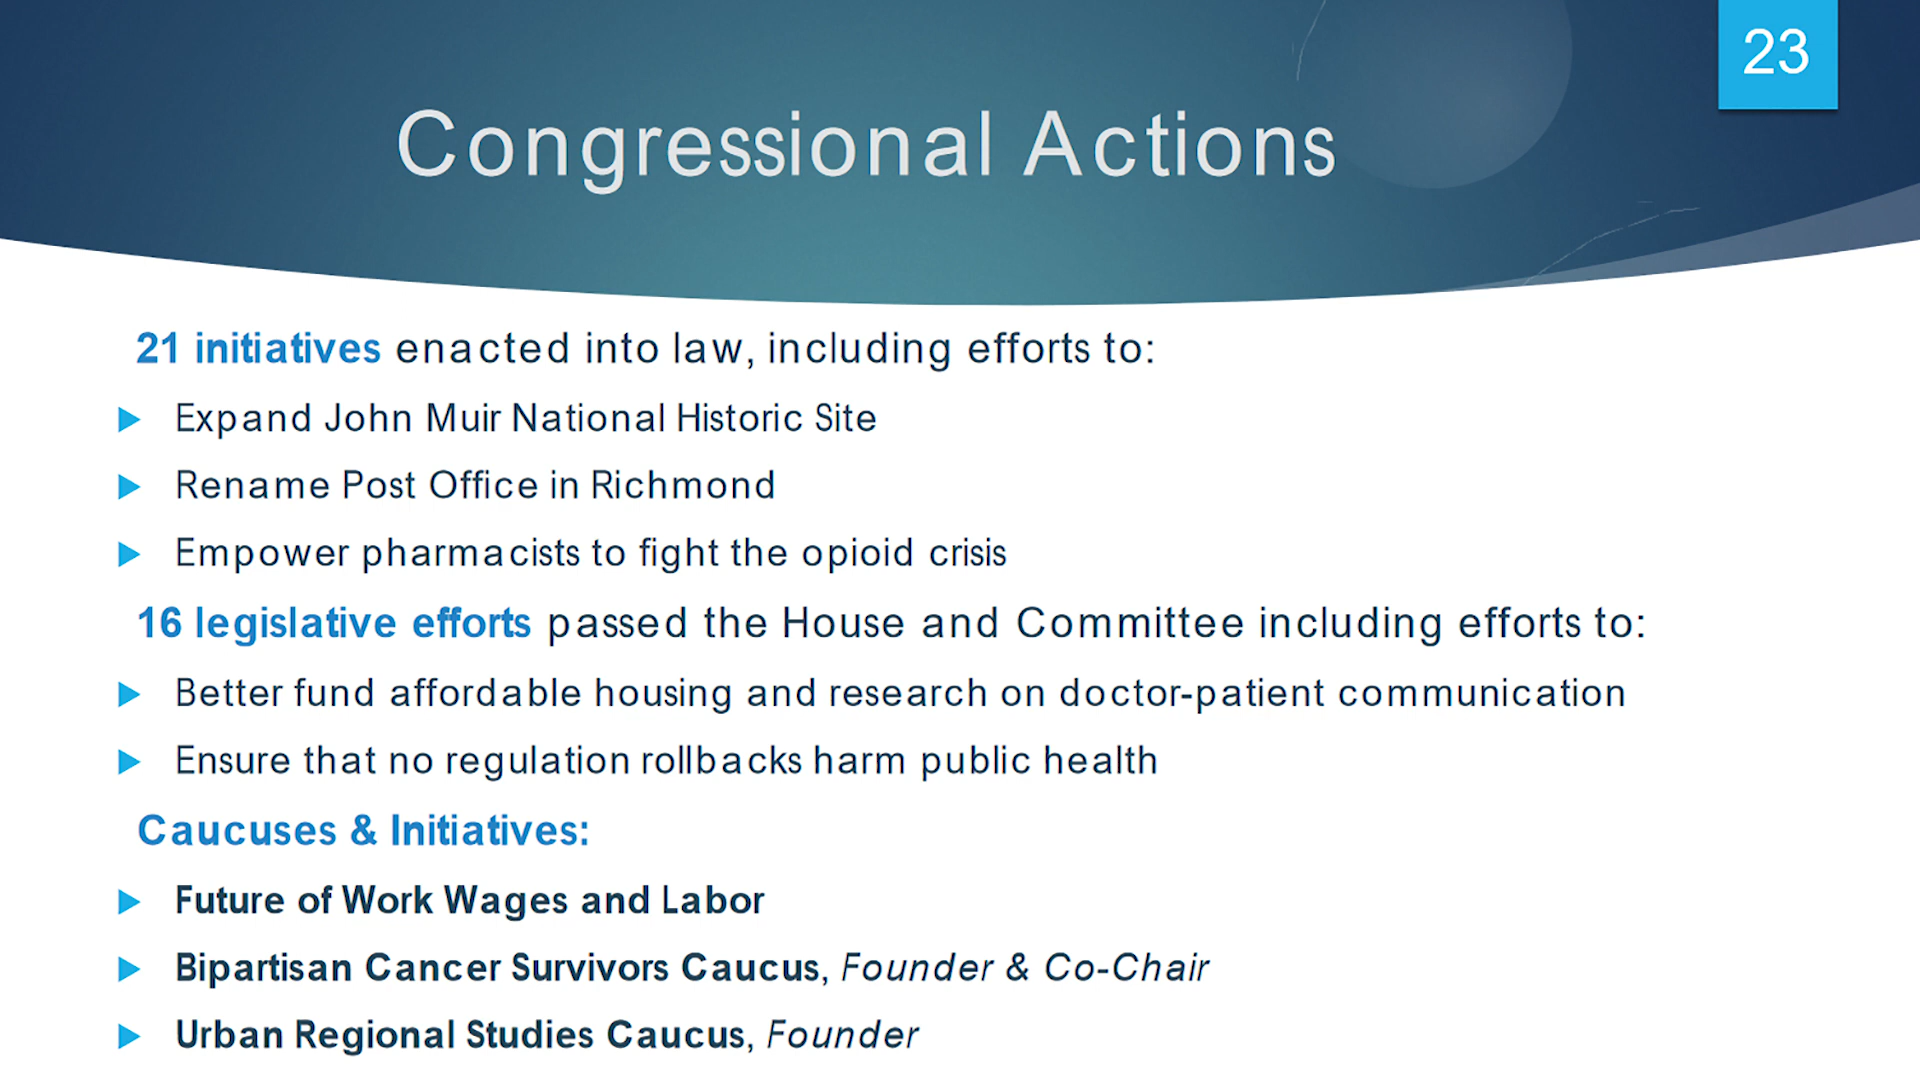 23
Congressional Actions
21 initiatives enacted into law, including efforts to:
Expand John Muir National Historic Site
Rename Post Office in Richmond
Empower pharmacists to fight the opioid crisis
16 legislative efforts passed the House and Committee including efforts to:
Better fund affordable housing and research on doctor-patient communication
Ensure that no regulation rollbacks harm public health
Caucuses & Initiatives:
Future of Work Wages and Labor
Bipartisan Cancer Survivors Caucus, Founder & Co-Chair
Urban Regional Studies Caucus, Founder